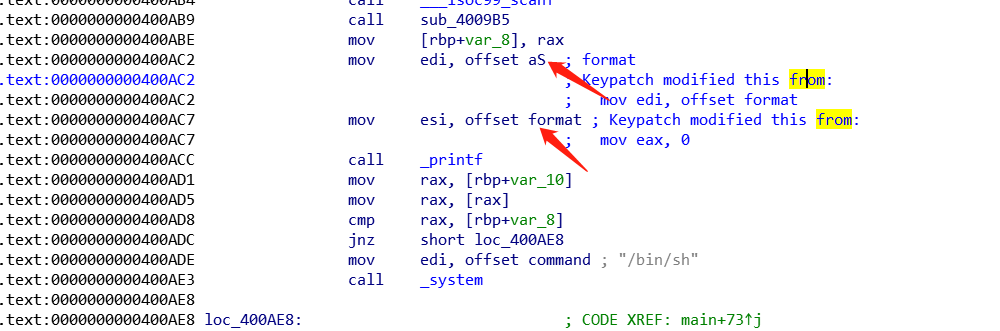 .text:0000000000400AB4 call ___isoc99_scanf
.text:0000000000400AB9 call sub_4009B5
.text:0000000000400ABE mov [rbp+var_8], rax
.text:0000000000400AC2 mov edi, offset aS ; format
.text:0000000000400AC2 ; Keypatch modified this from:
.text:0000000000400AC2 ; mov edi, offset format
.text:0000000000400AC7 mov esi, offset format ; Keypatch modified this from:
.text:0000000000400AC7 ; mov eax, 0
.text:0000000000400ACC call _printf
.text:0000000000400AD1 mov rax, [rbp+var_10]
.text:0000000000400AD5 mov rax, [rax]
.text:0000000000400AD8 cmp rax, [rbp+var_8]
.text:0000000000400ADC jnz short loc_400AE8
.text:0000000000400ADE mov edi, offset command ; "/bin/sh"
.text:0000000000400AE3 call _system
.text:0000000000400AE8
.text:0000000000400AE8 loc_400AE8: ; CODE XREF: main+73↑j